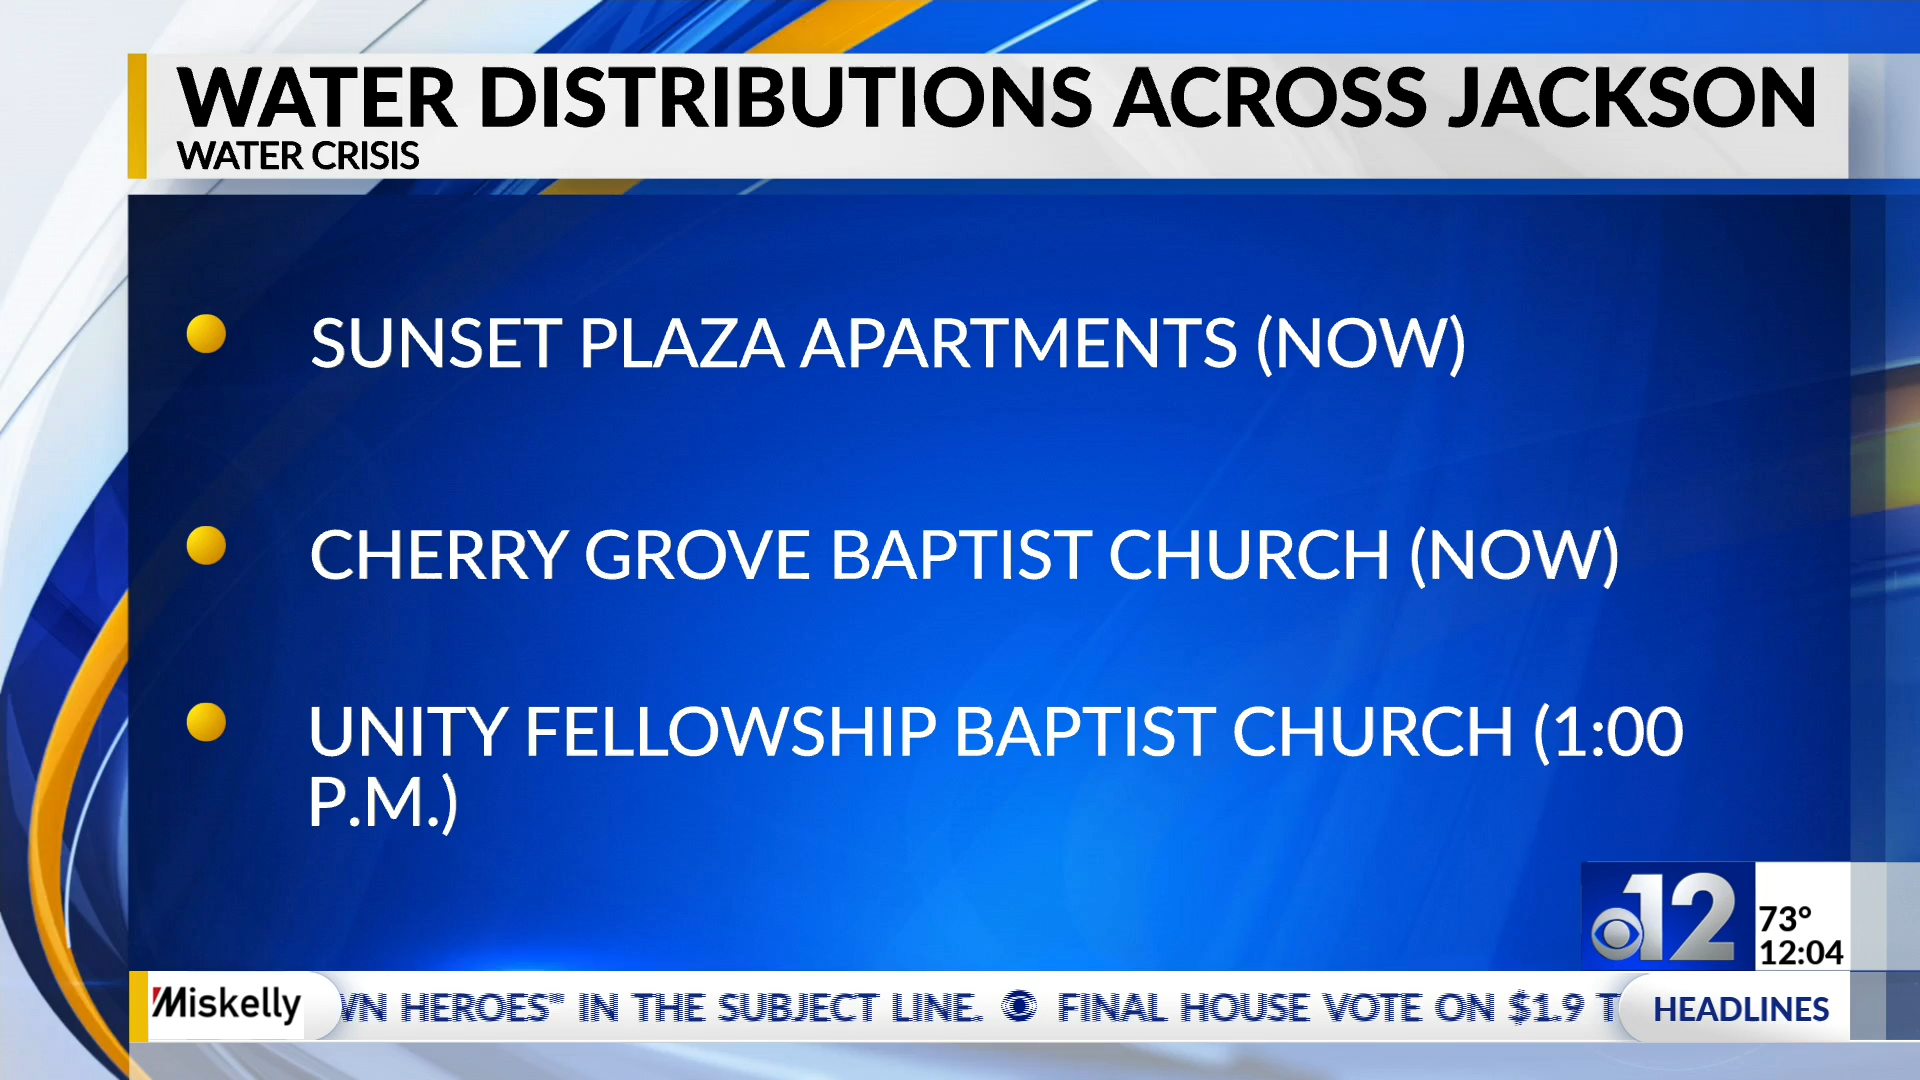 WATER DISTRIBUTIONS ACROSS JACKSON
WATER CRISIS
SUNSET PLAZA APARTMENTS (NOW)
CHERRY GROVE BAPTIST CHURCH (NOW)
UNITY FELLOWSHIP BAPTIST CHURCH (1:00
P.M.)
12
73°
12:04
Miskelly
HEROES" IN THE SUBJECT LINE. FINAL HOUSE VOTE ON $1.9
HEADLINES